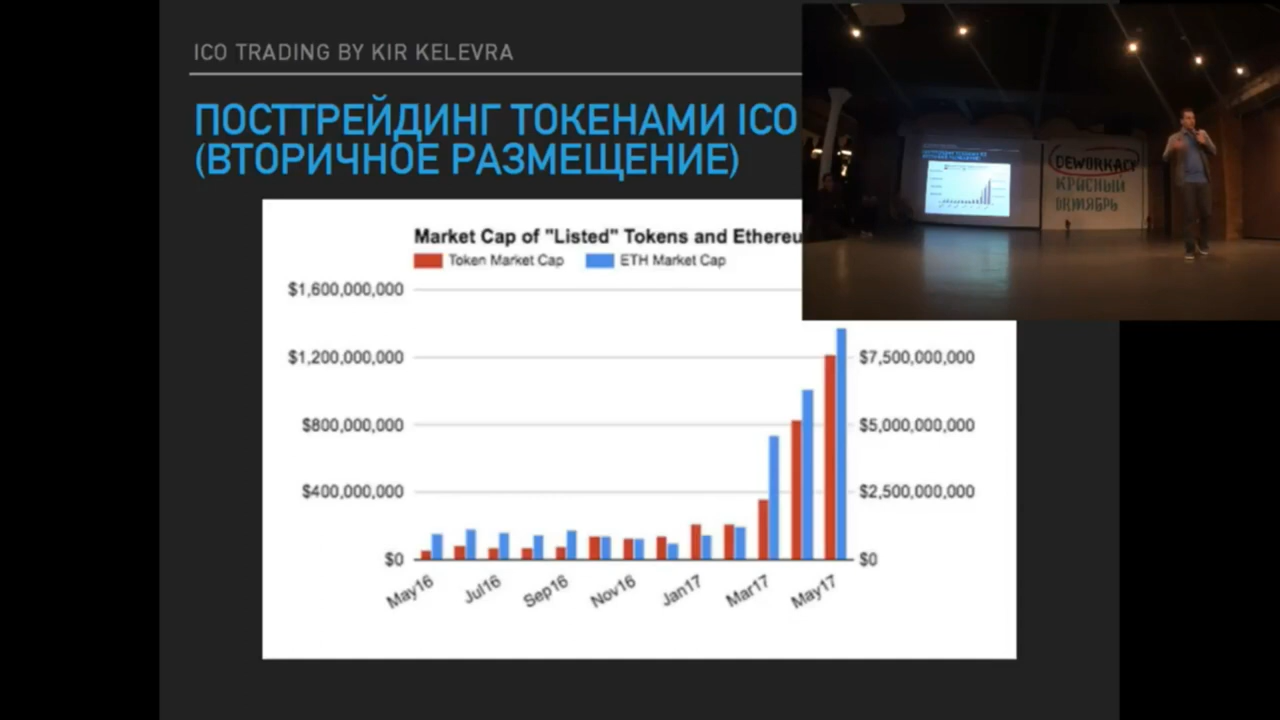 ICO TRADING BY KIR KELEVRA
ПОСТТРЕЙДИНГ ТОКЕНАМИ ICO
(ВТОРИЧНОЕ РАЗМЕЩЕНИЕ)
Market Cap of "Listed" Tokens and Ethereu
Token Market Cap
ETH Market Cap
$1,600,000,000
$1,200,000,000
$800,000,000
$400,000,000
$0
$7,500,000,000
$5,000,000,000
$2,500,000,000
$0
May16
Jul16
Sep16
Nov16
Jan17
Mar17
May17
DEWORKACY
КРАСНЫЙ
ОКТЯБРЬ